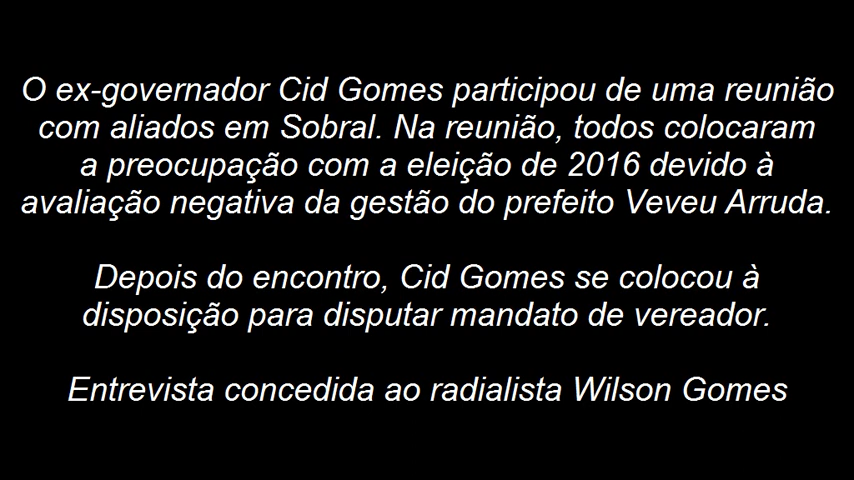 O ex-governador Cid Gomes participou de uma reunião
com aliados em Sobral. Na reunião, todos colocaram
a preocupação com a eleição de 2016 devido à
avaliação negativa da gestão do prefeito Veveu Arruda.
Depois do encontro, Cid Gomes se colocou à
disposição para disputar mandato de vereador.
Entrevista concedida ao radialista Wilson Gomes